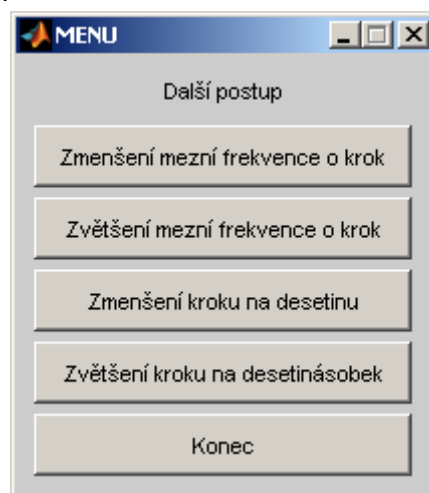 MENU
Další postup
Zmenšení mezní frekvence o krok
Zvětšení mezní frekvence o krok
Zmenšení kroku na desetinu
Zvětšení kroku na desetinásobek
Konec